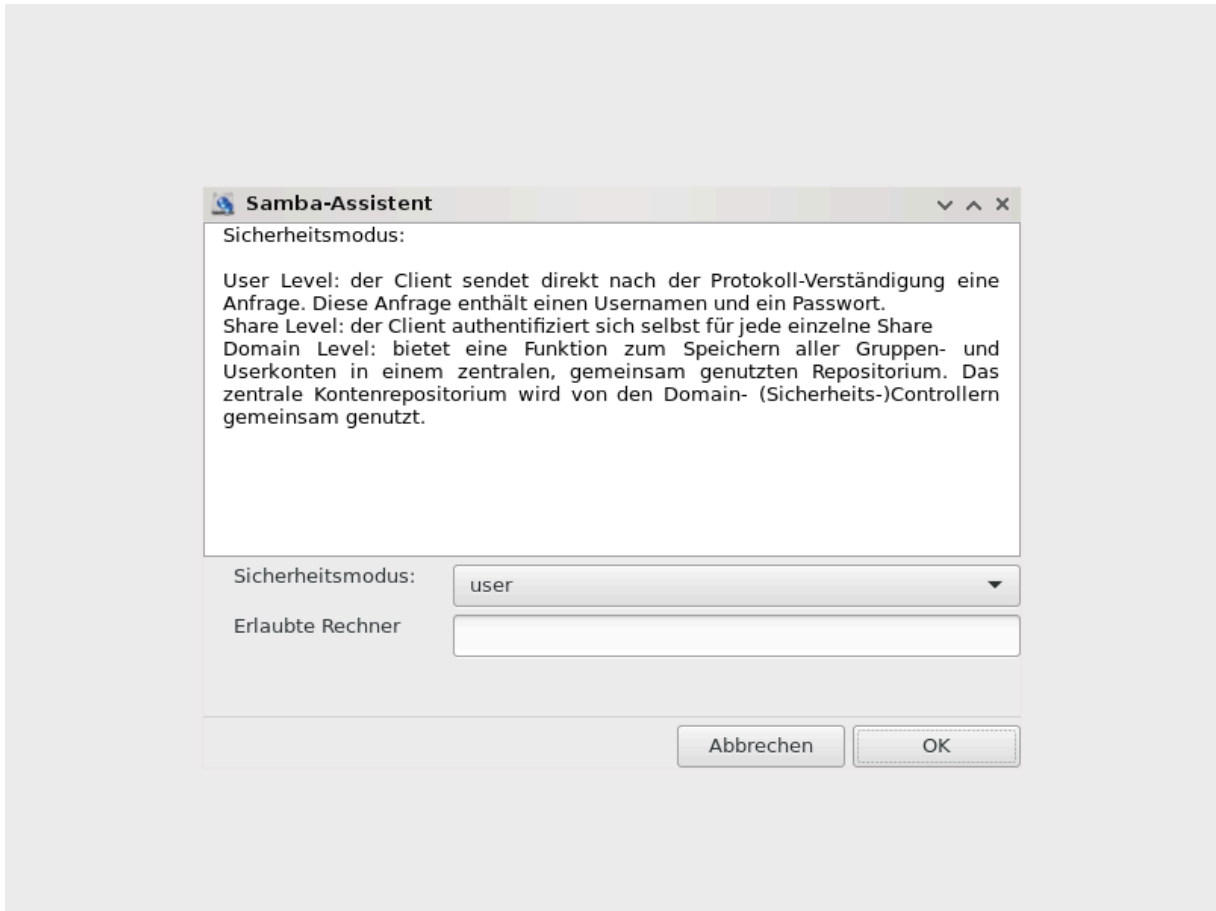 Samba-Assistent
Sicherheitsmodus:
User Level: der Client sendet direkt nach der Protokoll-Verständigung eine
Anfrage. Diese Anfrage enthält einen Usernamen und ein Passwort.
Share Level: der Client authentifiziert sich selbst für jede einzelne Share
Domain Level: bietet eine Funktion zum Speichern aller Gruppen- und
Userkonten in einem zentralen, gemeinsam genutzten Repositorium. Das
zentrale Kontenrepositorium wird von den Domain- (Sicherheits-)Controllern
gemeinsam genutzt.
Sicherheitsmodus:
user
Erlaubte Rechner
Abbrechen
OK